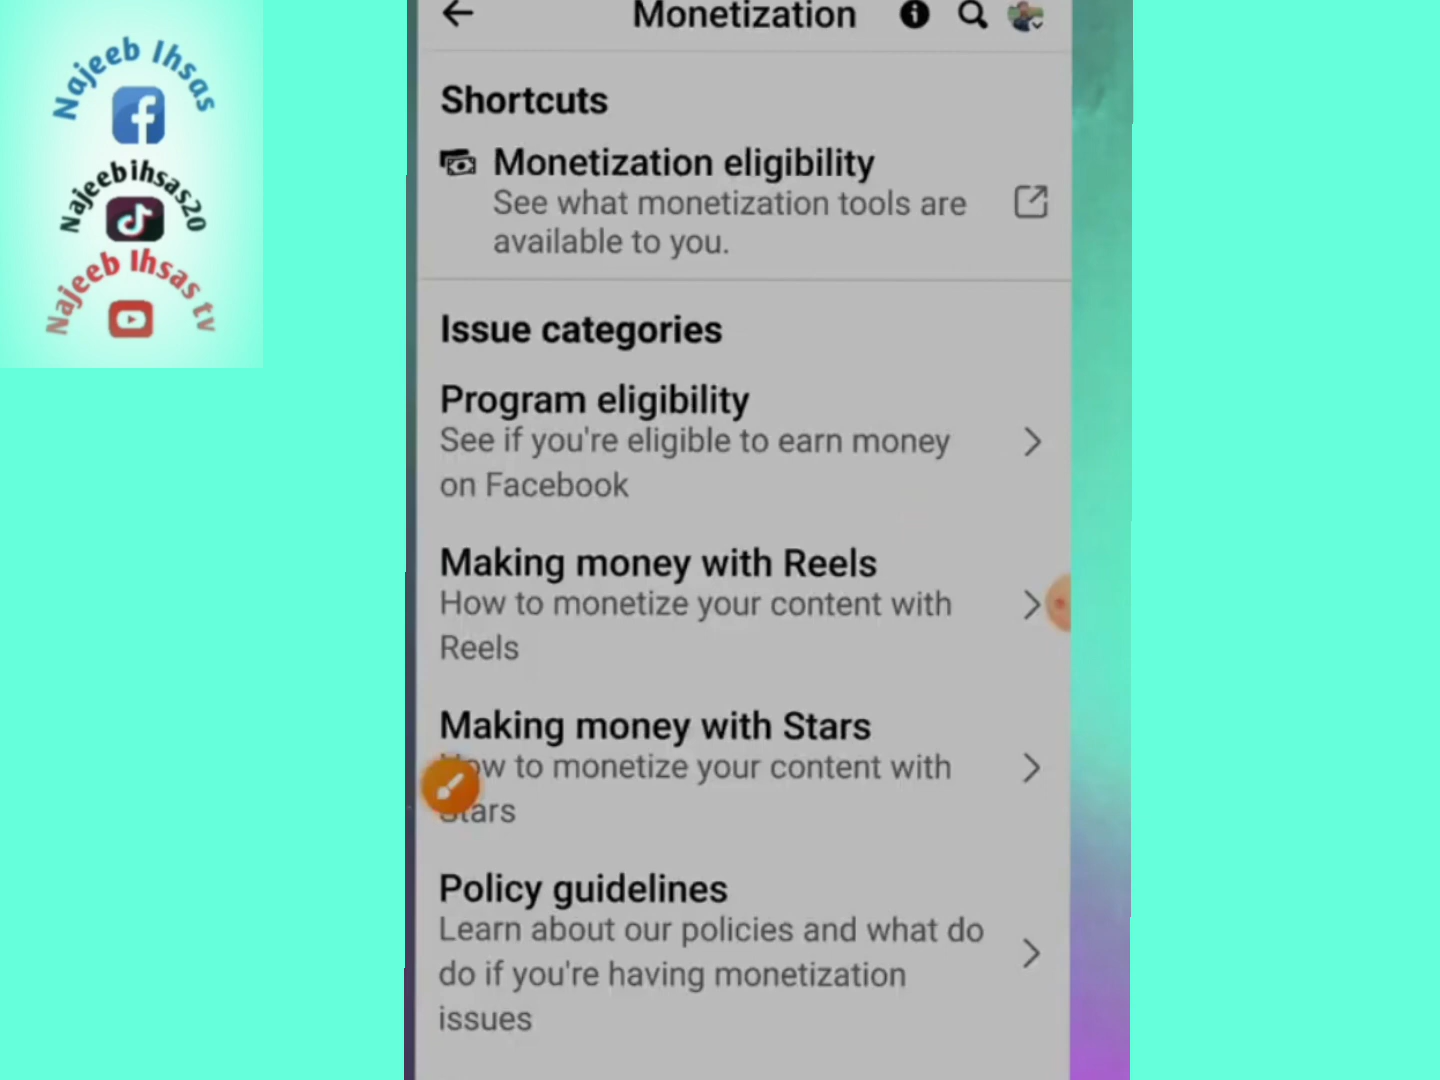 Najeeb Ihsas
Najeebihsas20
Najeeb Ihsas tv
Monetization
Shortcuts
Monetization eligibility
See what monetization tools are
available to you.
Issue categories
Program eligibility
See if you're eligible to earn money
on Facebook
Making money with Reels
How to monetize your content with
Reels
Making money with Stars
How to monetize your content with
Stars
Policy guidelines
Learn about our policies and what do
do if you're having monetization
issues